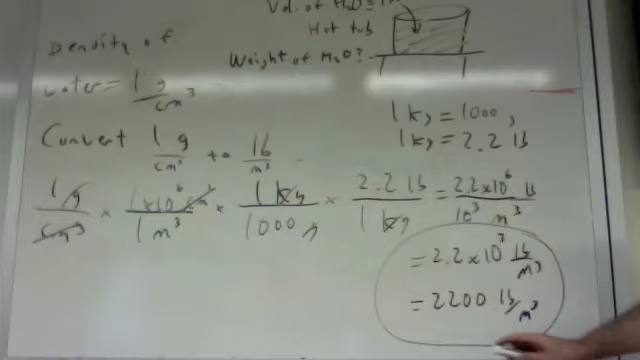 Vol. of H₂O = 1m³
Hot tub
Weight of H₂O?
Density of
water = 1 g/cm³
1 kg = 1000 g
1 kg = 2.2 lb
Convert 1 g/cm³ to lb/m³
1 g/cm³ × 1×10⁶ cm³/1 m³ × 1 kg/1000 g × 2.2 lb/1 kg = 2.2×10⁶ lb/10³ m³
= 2.2×10³ lb/m³
= 2200 lb/m³